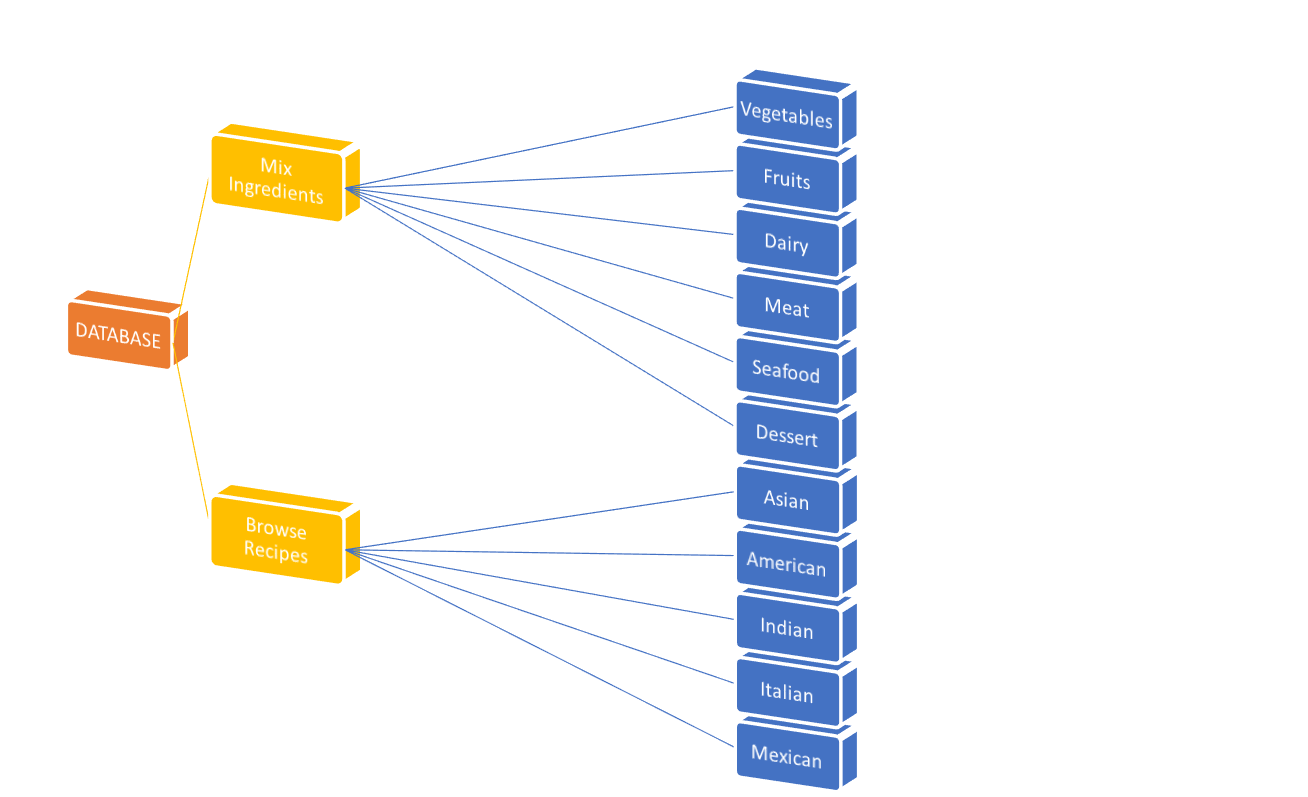 DATABASE
Mix
Ingredients
Browse
Recipes
Vegetables
Fruits
Dairy
Meat
Seafood
Dessert
Asian
American
Indian
Italian
Mexican